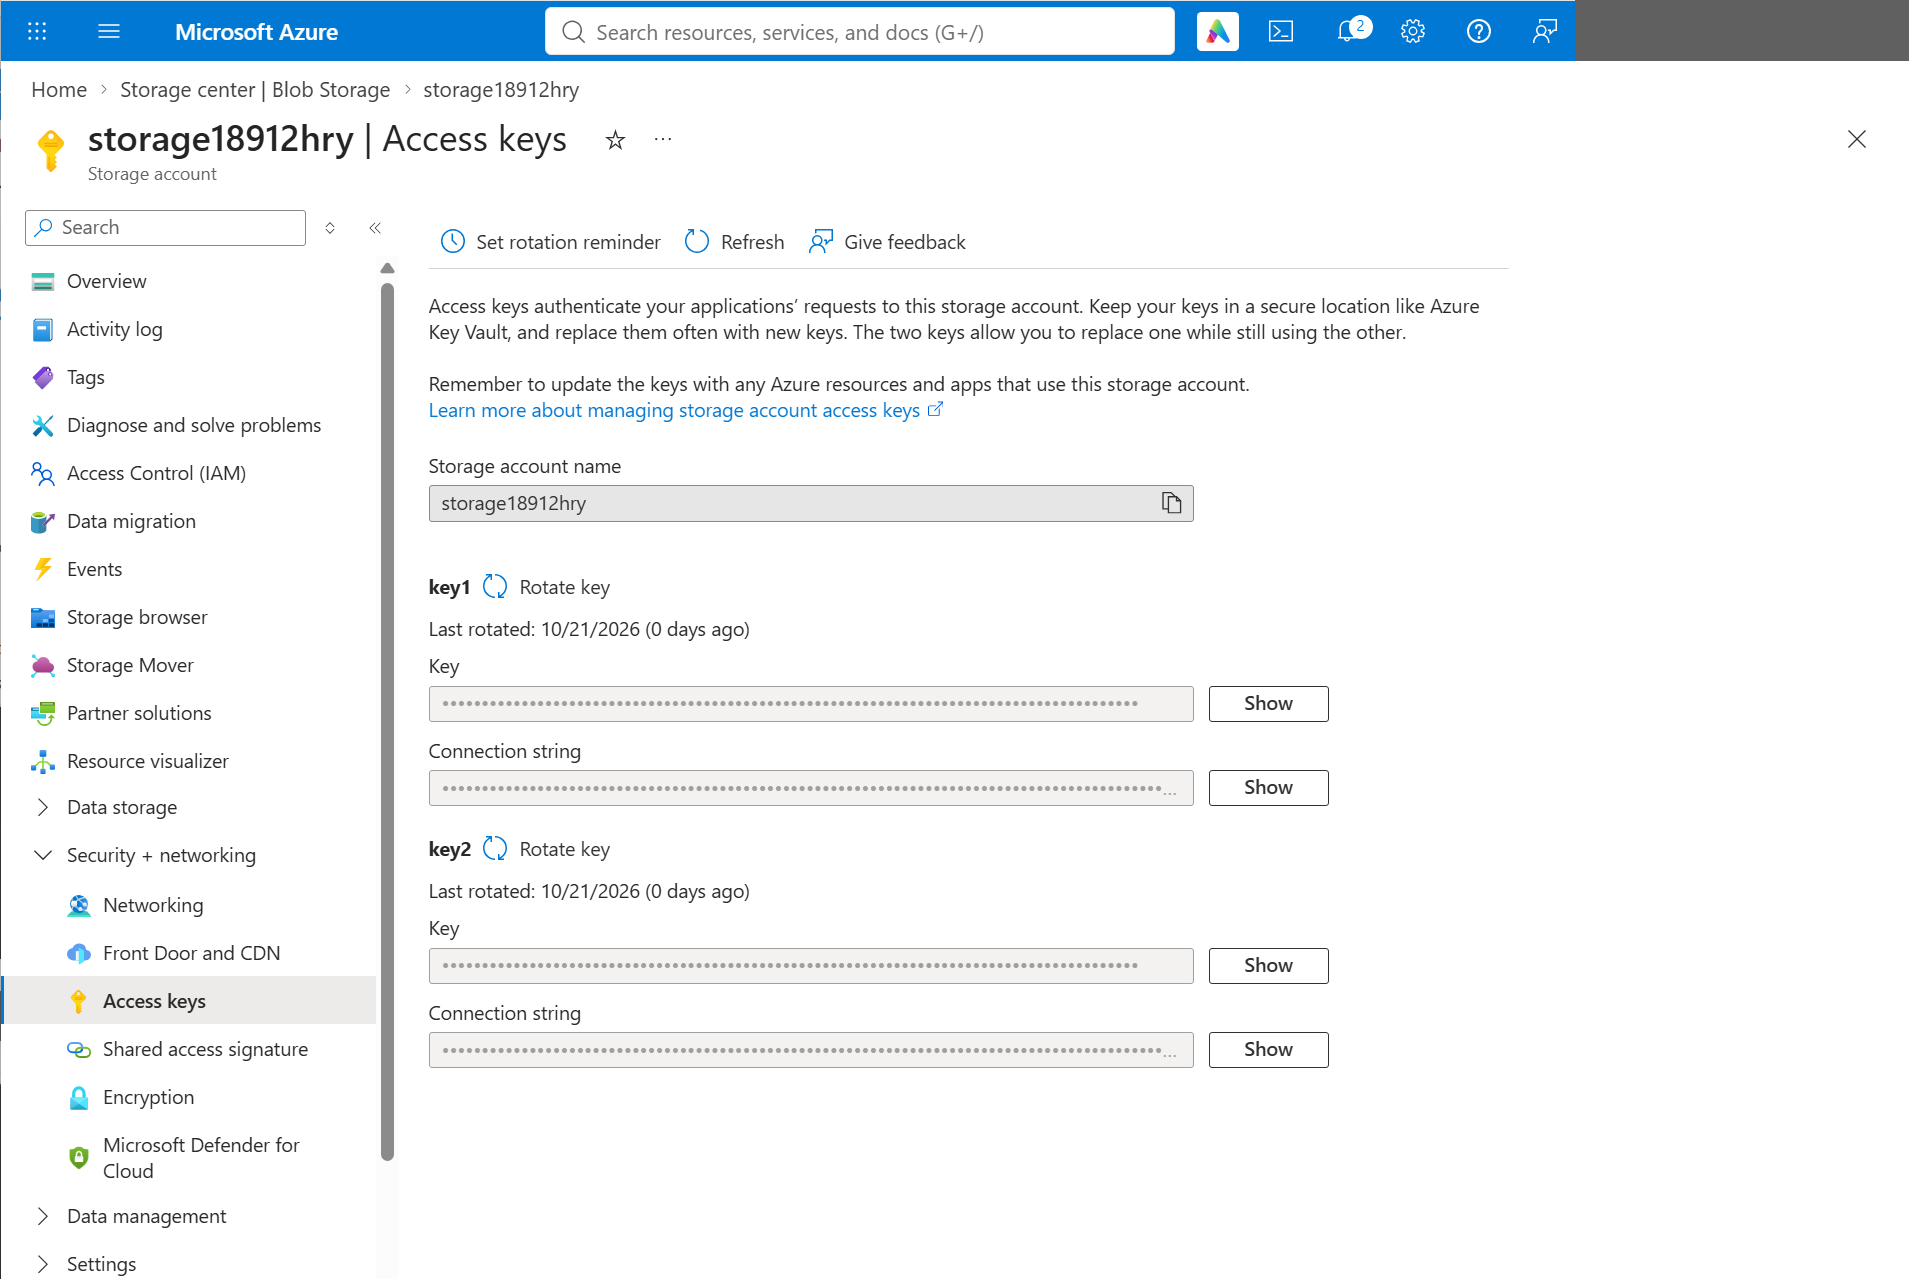 Microsoft Azure
Search resources, services, and docs (G+/)
2
Home > Storage center | Blob Storage > storage18912hry
storage18912hry | Access keys
Storage account
Search
Overview
Activity log
Tags
Diagnose and solve problems
Access Control (IAM)
Data migration
Events
Storage browser
Storage Mover
Partner solutions
Resource visualizer
Data storage
Security + networking
Networking
Front Door and CDN
Access keys
Shared access signature
Encryption
Microsoft Defender for
Cloud
Data management
Settings
Set rotation reminder
Refresh
Give feedback
Access keys authenticate your applications’ requests to this storage account. Keep your keys in a secure location like Azure
Key Vault, and replace them often with new keys. The two keys allow you to replace one while still using the other.
Remember to update the keys with any Azure resources and apps that use this storage account.
Learn more about managing storage account access keys
Storage account name
storage18912hry
key1
Rotate key
Last rotated: 10/21/2026 (0 days ago)
Key
Show
Connection string
Show
key2
Rotate key
Last rotated: 10/21/2026 (0 days ago)
Key
Show
Connection string
Show